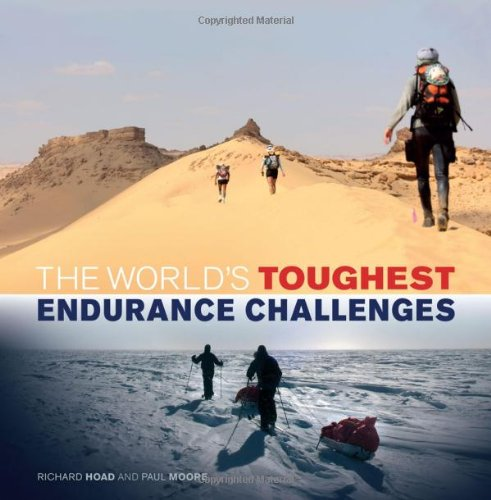 Copyrighted Material
THE WORLD'S TOUGHEST
ENDURANCE CHALLENGES
RICHARD HOAD AND PAUL MOORE
Copyrighted Material